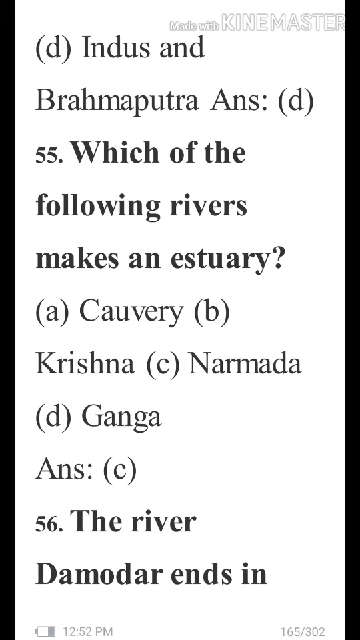 Made with KINEMASTER
(d) Indus and
Brahmaputra Ans: (d)
55. Which of the
following rivers
makes an estuary?
(a) Cauvery (b)
Krishna (c) Narmada
(d) Ganga
Ans: (c)
56. The river
Damodar ends in
12:52 PM 165/302